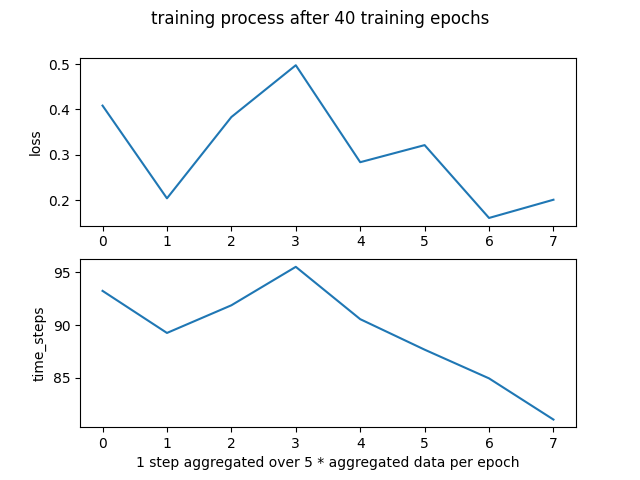 training process after 40 training epochs
0.5
0.4
0.3
0.2
loss
0 1 2 3 4 5 6 7
95
90
85
time_steps
0 1 2 3 4 5 6 7
1 step aggregated over 5 * aggregated data per epoch